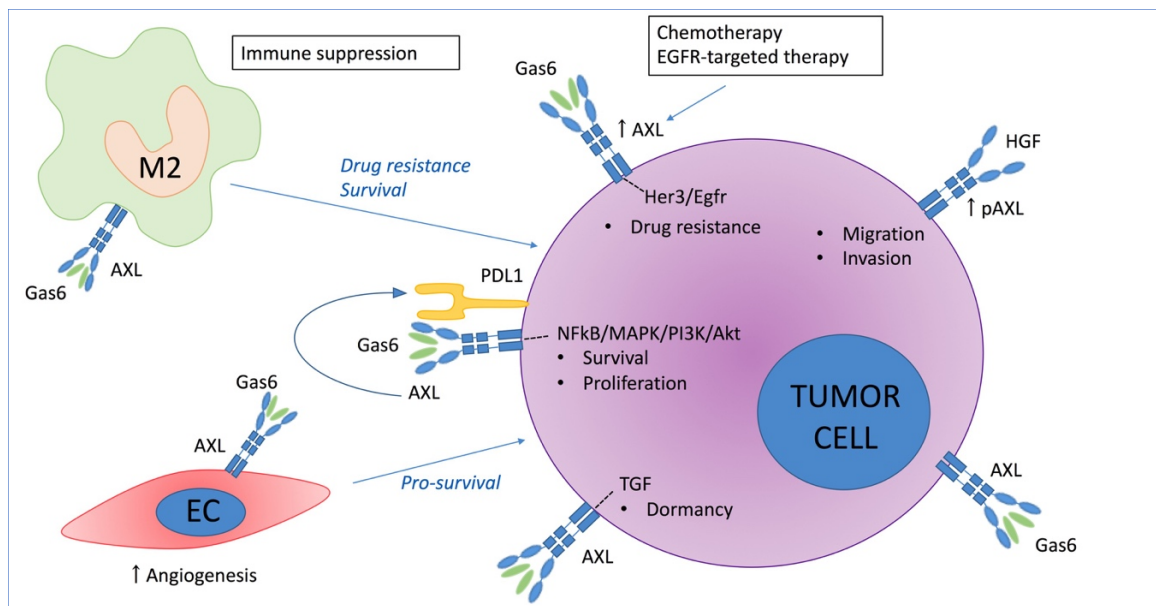 Immune suppression
Chemotherapy
EGFR-targeted therapy
Gas6
↑ AXL
Her3/Egfr
• Drug resistance
HGF
↑ pAXL
• Migration
• Invasion
M2
AXL
Gas6
Drug resistance
Survival
PDL1
Gas6
AXL
NFkB/MAPK/PI3K/Akt
• Survival
• Proliferation
TUMOR
CELL
Gas6
AXL
EC
↑ Angiogenesis
Pro-survival
TGF
• Dormancy
AXL
AXL
Gas6